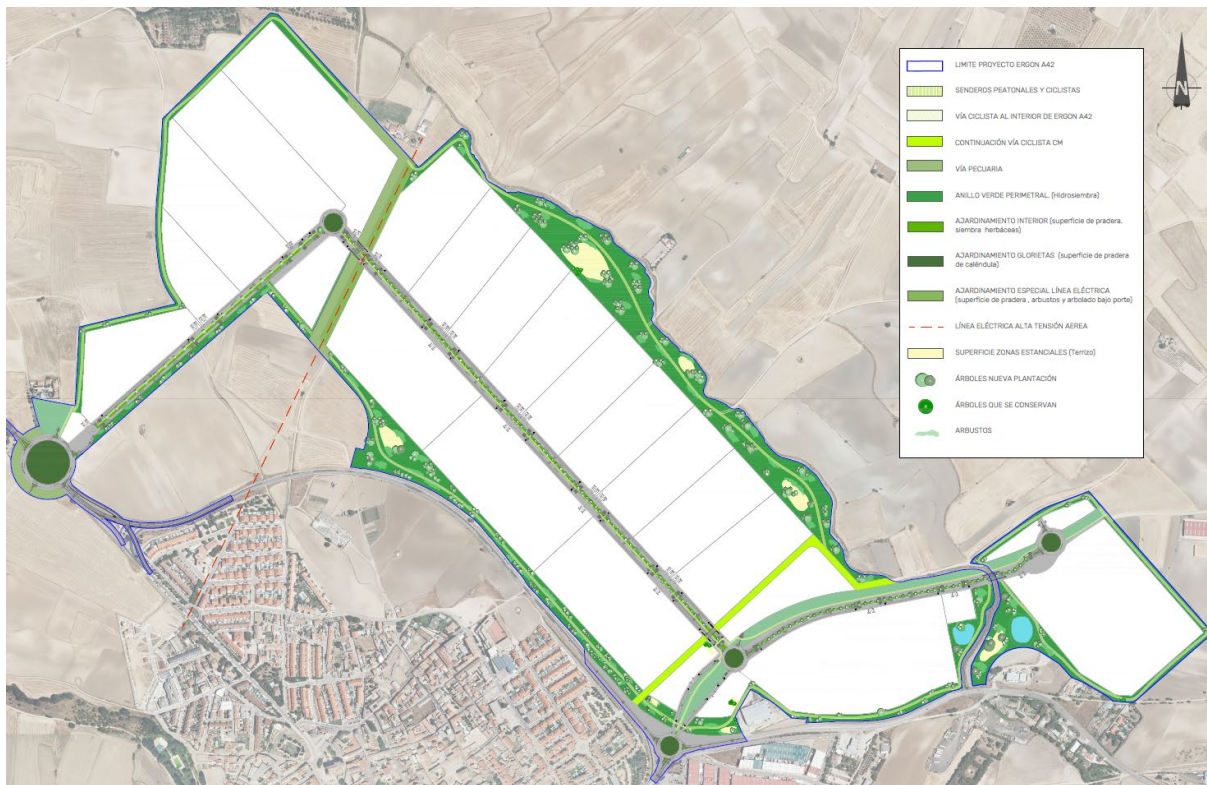 N
LIMITE PROYECTO ERGON A42
SENDEROS PEATONALES Y CICLISTAS
VÍA CICLISTA AL INTERIOR DE ERGON A42
CONTINUACIÓN VÍA CICLISTA CM
VÍA PECUARIA
ANILLO VERDE PERIMETRAL. (Hidrosiembra)
AJARDINAMIENTO INTERIOR (superficie de pradera.
siembra herbáceas)
AJARDINAMIENTO GLORIETAS (superficie de pradera
de caléndula)
AJARDINAMIENTO ESPECIAL LÍNEA ELÉCTRICA
(superficie de pradera , arbustos y arbolado bajo porte)
LÍNEA ELÉCTRICA ALTA TENSIÓN AEREA
SUPERFICIE ZONAS ESTANCIALES (Terrizo)
ÁRBOLES NUEVA PLANTACIÓN
ÁRBOLES QUE SE CONSERVAN
ARBUSTOS